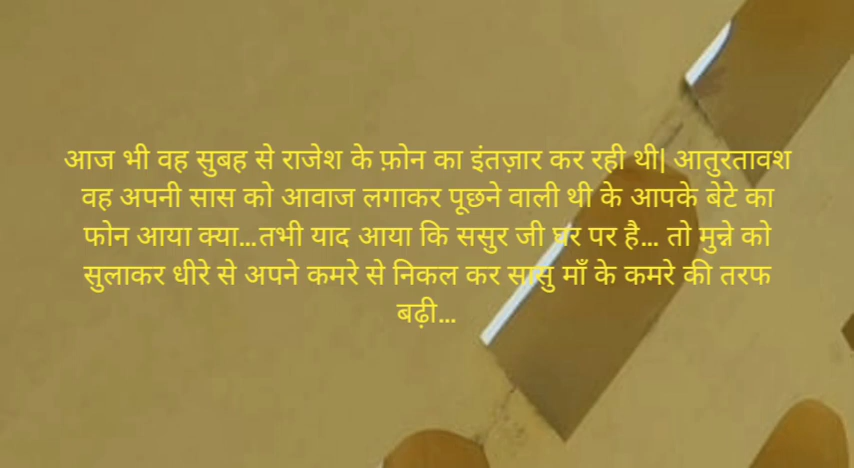 आज भी वह सुबह से राजेश के फ़ोन का इंतज़ार कर रही थी| आतुरतावश
वह अपनी सास को आवाज लगाकर पूछने वाली थी के आपके बेटे का
फोन आया क्या...तभी याद आया कि ससुर जी घर पर है... तो मुन्ने को
सुलाकर धीरे से अपने कमरे से निकल कर सासु माँ के कमरे की तरफ
बढ़ी...